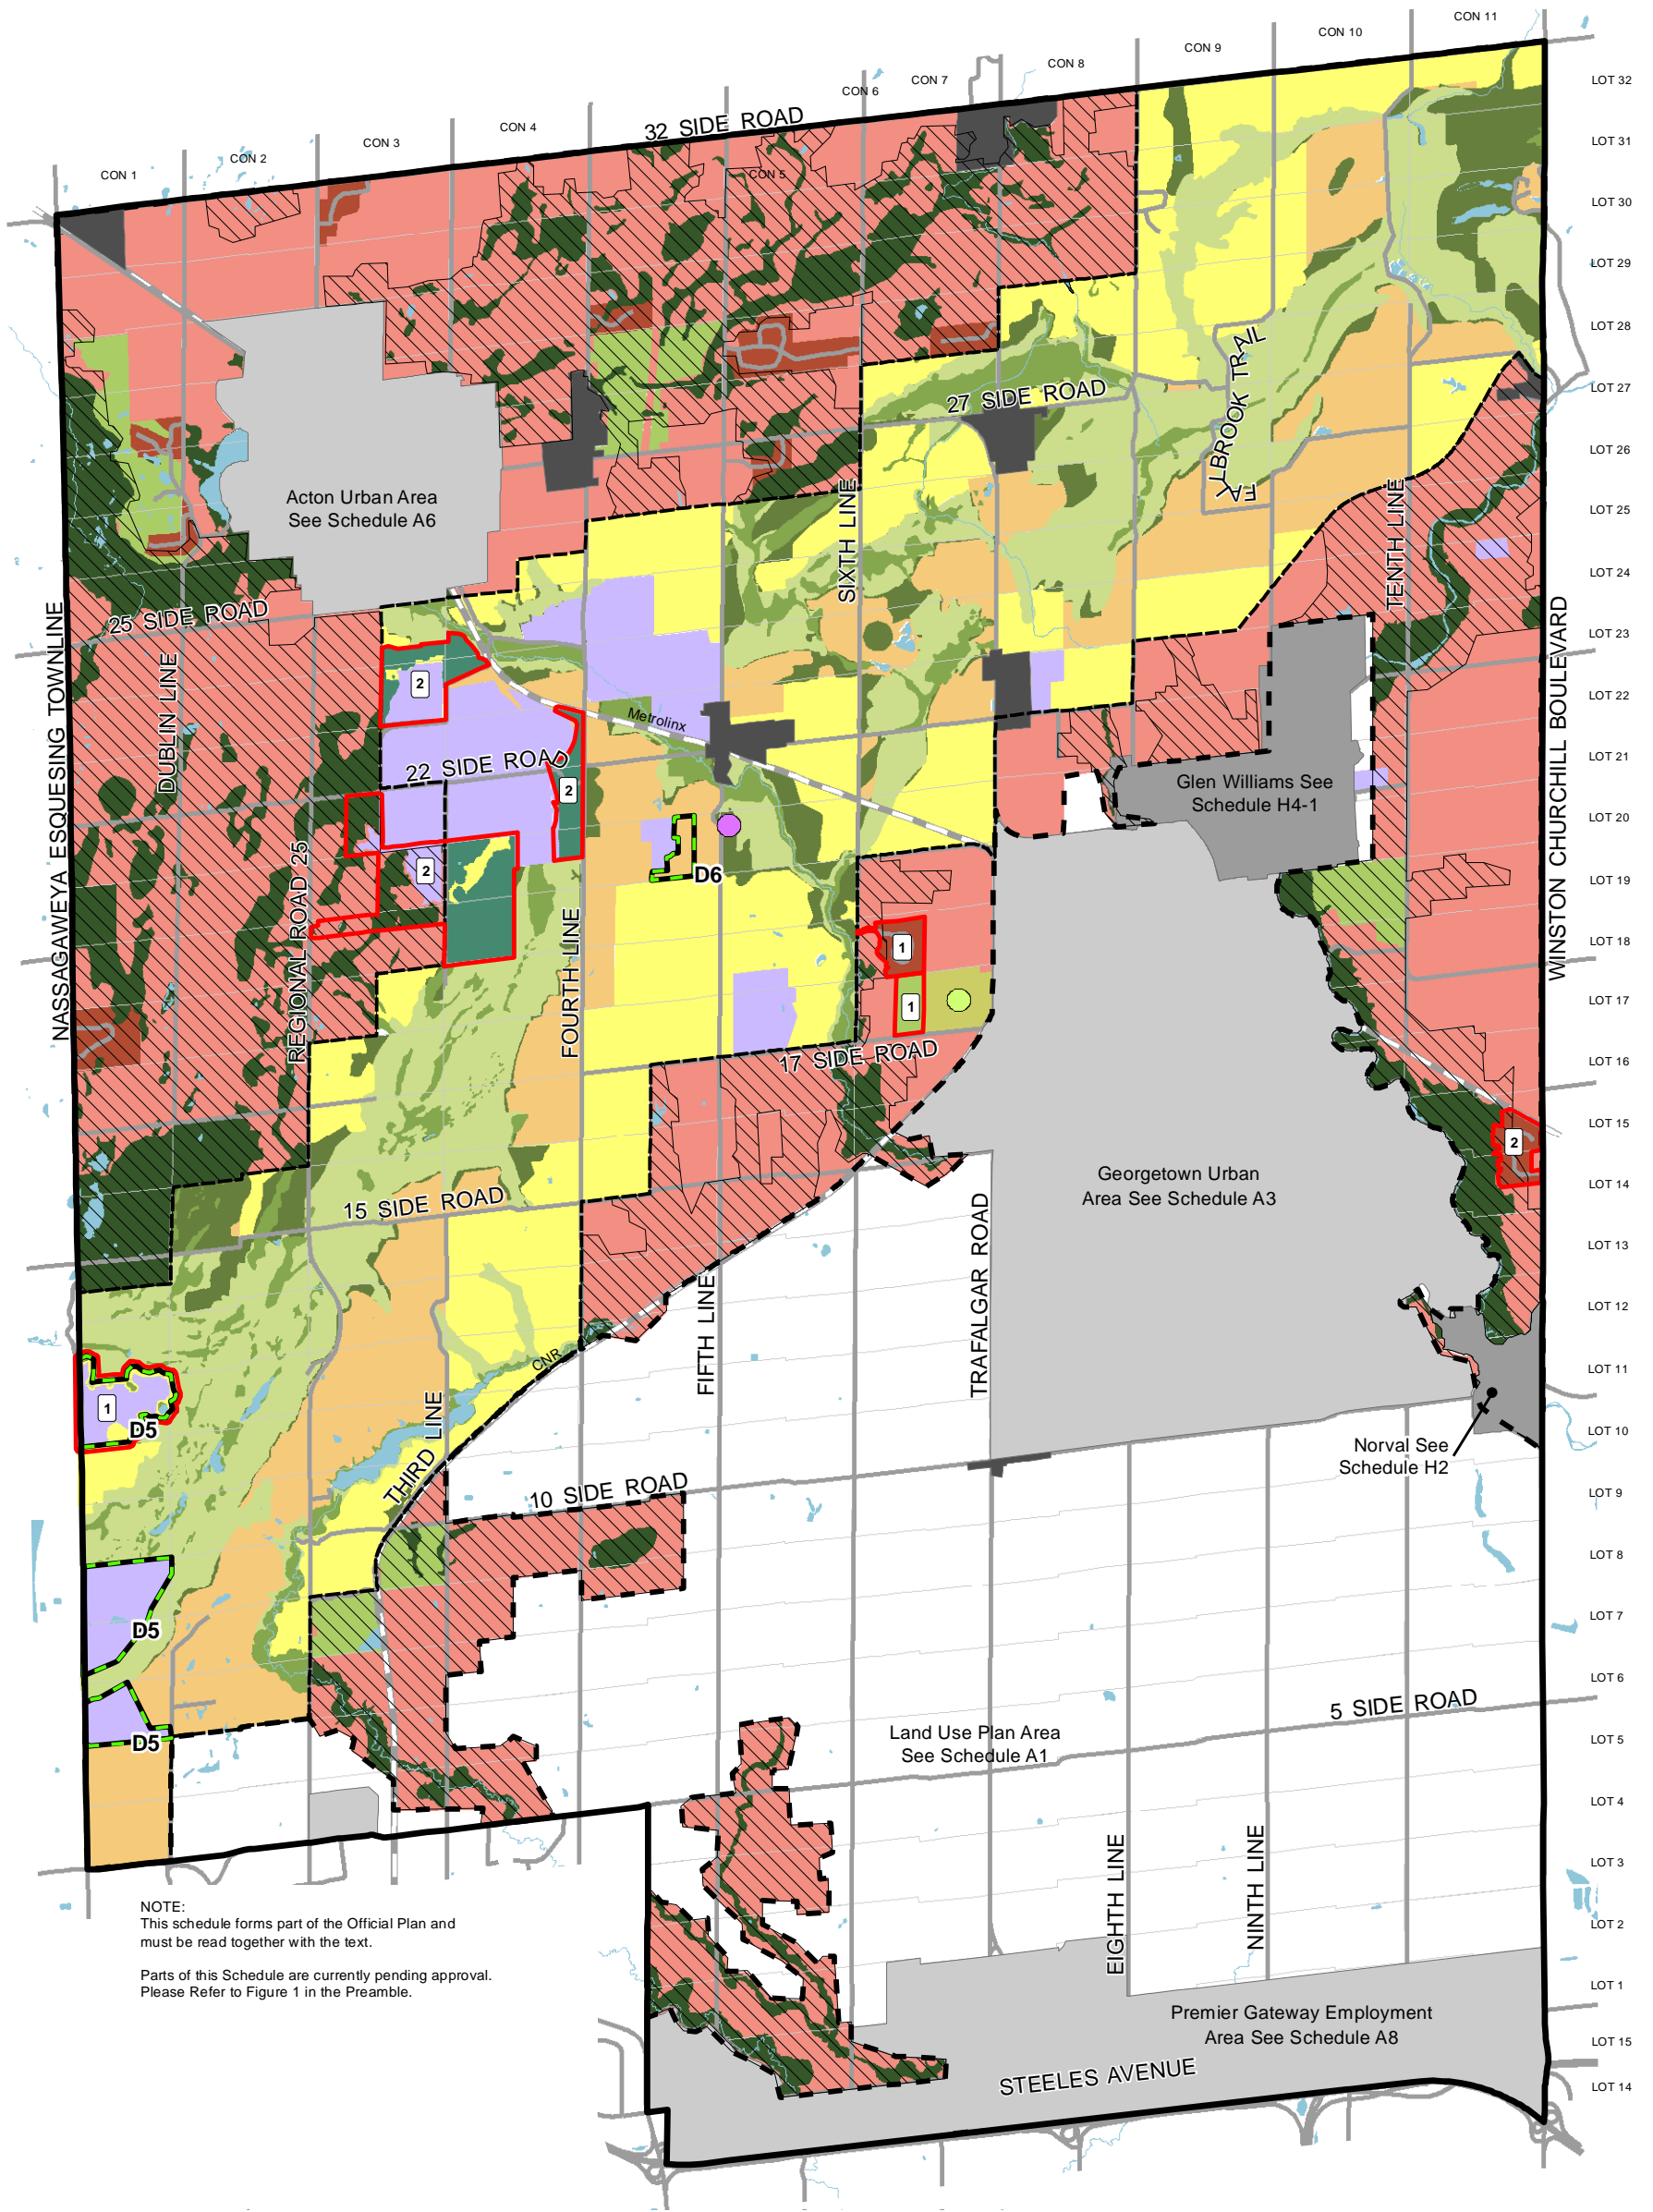 CON 1
CON 2
CON 3
CON 4
CON 5
CON 6
CON 7
CON 8
CON 9
CON 10
CON 11
32 SIDE ROAD
LOT 32
LOT 31
LOT 30
LOT 29
LOT 28
LOT 27
LOT 26
LOT 25
LOT 24
LOT 23
LOT 22
LOT 21
LOT 20
LOT 19
LOT 18
LOT 17
LOT 16
LOT 15
LOT 14
LOT 13
LOT 12
LOT 11
LOT 10
LOT 9
LOT 8
LOT 7
LOT 6
LOT 5
LOT 4
LOT 3
LOT 2
LOT 1
LOT 15
LOT 14
27 SIDE ROAD
FALLBROOK TRAIL
Acton Urban Area
See Schedule A6
SIXTH LINE
TENTH LINE
25 SIDE ROAD
NASSAGAWEYA ESQUESING TOWNLINE
DUBLIN LINE
WINSTON CHURCHILL BOULEVARD
2
Metrolinx
22 SIDE ROAD
2
Glen Williams See
Schedule H4-1
REGIONAL ROAD 25
2
D6
FOURTH LINE
1
1
17 SIDE ROAD
2
Georgetown Urban
Area See Schedule A3
15 SIDE ROAD
TRAFALGAR ROAD
FIFTH LINE
CNR
1
D5
THIRD LINE
Norval See
Schedule H2
10 SIDE ROAD
D5
5 SIDE ROAD
Land Use Plan Area
See Schedule A1
D5
EIGHTH LINE
NINTH LINE
NOTE:
This schedule forms part of the Official Plan and
must be read together with the text.
Parts of this Schedule are currently pending approval.
Please Refer to Figure 1 in the Preamble.
Premier Gateway Employment
Area See Schedule A8
STEELES AVENUE